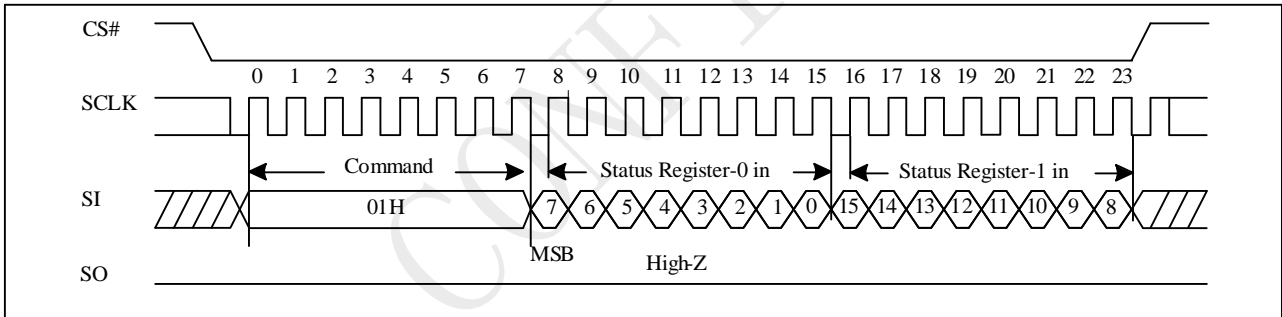 CS#
0 1 2 3 4 5 6 7 8 9 10 11 12 13 14 15 16 17 18 19 20 21 22 23
SCLK
Command Status Register-0 in Status Register-1 in
SI 01H 7 6 5 4 3 2 1 0 15 14 13 12 11 10 9 8
MSB High-Z
SO